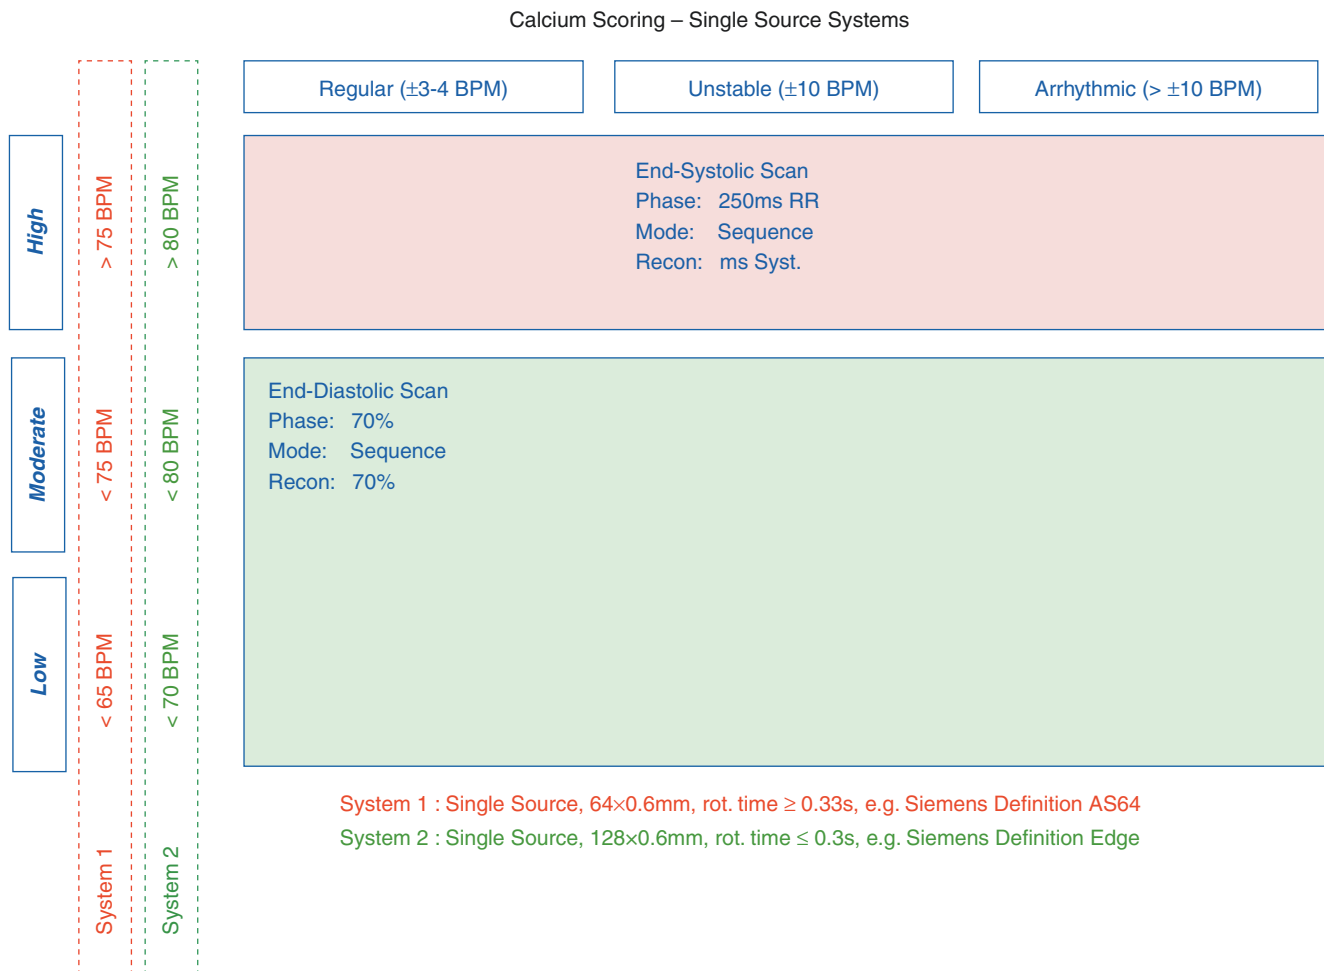 Calcium Scoring – Single Source Systems
Regular (±3-4 BPM)
Unstable (±10 BPM)
Arrhythmic (> ±10 BPM)
High
> 75 BPM
> 80 BPM
End-Systolic Scan
Phase: 250ms RR
Mode: Sequence
Recon: ms Syst.
Moderate
< 75 BPM
< 80 BPM
End-Diastolic Scan
Phase: 70%
Mode: Sequence
Recon: 70%
Low
< 65 BPM
< 70 BPM
System 1
System 2
System 1 : Single Source, 64×0.6mm, rot. time ≥ 0.33s, e.g. Siemens Definition AS64
System 2 : Single Source, 128×0.6mm, rot. time ≤ 0.3s, e.g. Siemens Definition Edge